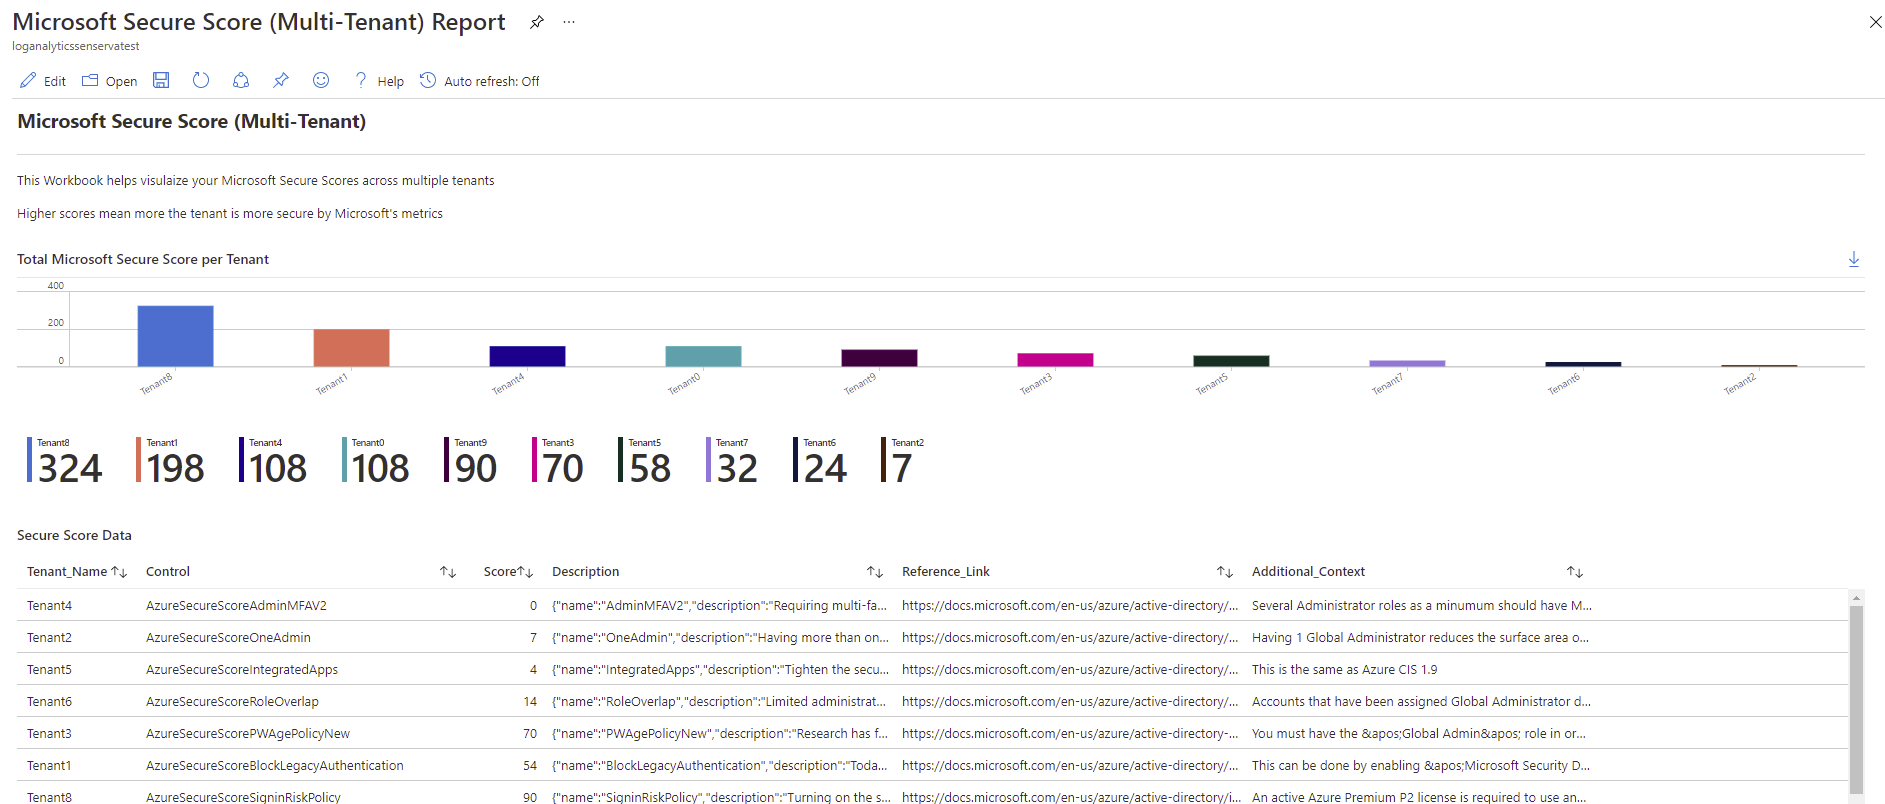 Microsoft Secure Score (Multi-Tenant) Report
loganalyticssenservatest
Edit Open Help Auto refresh: Off
Microsoft Secure Score (Multi-Tenant)
This Workbook helps visulaize your Microsoft Secure Scores across multiple tenants
Higher scores mean more the tenant is more secure by Microsoft's metrics
Total Microsoft Secure Score per Tenant
400
200
0
Tenant8 Tenant1 Tenant4 Tenant0 Tenant9 Tenant3 Tenant5 Tenant7 Tenant6 Tenant2
Tenant8 Tenant1 Tenant4 Tenant0 Tenant9 Tenant3 Tenant5 Tenant7 Tenant6 Tenant2
324 198 108 108 90 70 58 32 24 7
Secure Score Data
Tenant_Name Control Score Description Reference_Link Additional_Context
Tenant4 AzureSecureScoreAdminMFAV2 0 {"name":"AdminMFAV2","description":"Requiring multi-fa... https://docs.microsoft.com/en-us/azure/active-directory/... Several Administrator roles as a minumum should have M...
Tenant2 AzureSecureScoreOneAdmin 7 {"name":"OneAdmin","description":"Having more than on... https://docs.microsoft.com/en-us/azure/active-directory/... Having 1 Global Administrator reduces the surface area o...
Tenant5 AzureSecureScoreIntegratedApps 4 {"name":"IntegratedApps","description":"Tighten the secu... https://docs.microsoft.com/en-us/azure/active-directory/... This is the same as Azure CIS 1.9
Tenant6 AzureSecureScoreRoleOverlap 14 {"name":"RoleOverlap","description":"Limited administrat... https://docs.microsoft.com/en-us/azure/active-directory/... Accounts that have been assigned Global Administrator d...
Tenant3 AzureSecureScorePWAgePolicyNew 70 {"name":"PWAgePolicyNew","description":"Research has f... https://docs.microsoft.com/en-us/azure/active-directory-... You must have the &apos;Global Admin&apos; role in or...
Tenant1 AzureSecureScoreBlockLegacyAuthentication 54 {"name":"BlockLegacyAuthentication","description":"Toda... https://docs.microsoft.com/en-us/azure/active-directory/... This can be done by enabling &apos;Microsoft Security D...
Tenant8 AzureSecureScoreSigninRiskPolicy 90 {"name":"SigninRiskPolicy","description":"Turning on the s... https://docs.microsoft.com/en-us/azure/active-directory/i... An active Azure Premium P2 license is required to use an...